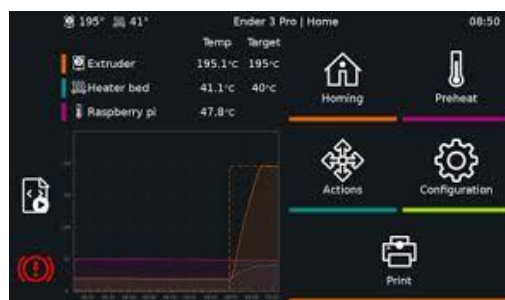 195° 41° Ender 3 Pro | Home 08:50
Temp Target
Extruder 195.1°c 195°c
Heater bed 41.1°c 40°c
Raspberry pi 47.8°c
Homing
Preheat
Actions
Configuration
Print